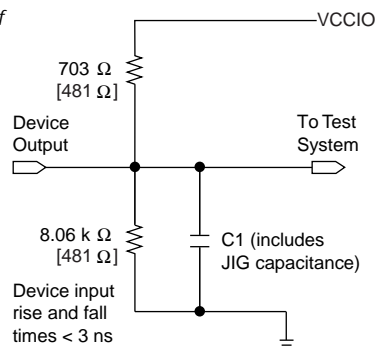 f
VCCIO
703 Ω
[481 Ω]
Device
Output
To Test
System
8.06 k Ω
[481 Ω]
C1 (includes
JIG capacitance)
Device input
rise and fall
times < 3 ns